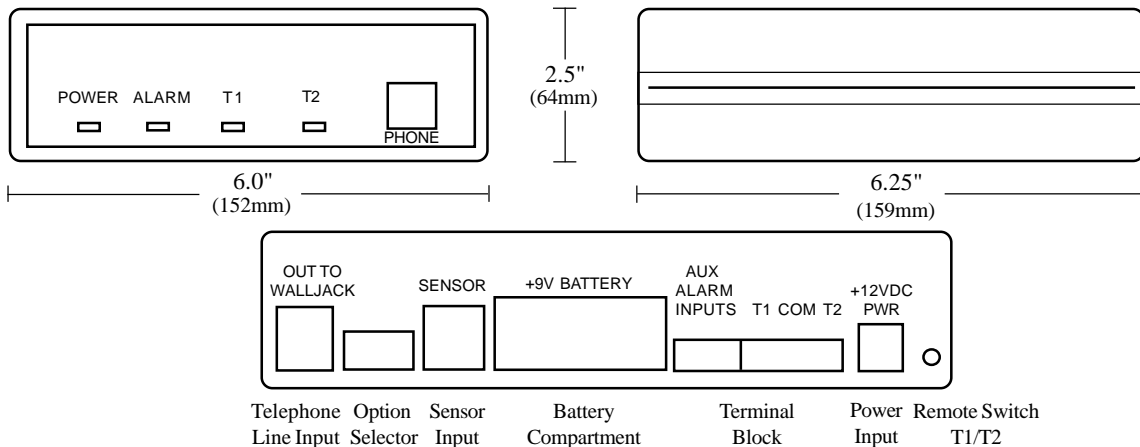 POWER ALARM T1 T2
PHONE
2.5"
(64mm)
6.0"
(152mm)
6.25"
(159mm)
OUT TO
WALLJACK
SENSOR
+9V BATTERY
AUX
ALARM
INPUTS
T1 COM T2
+12VDC
PWR
Telephone
Line Input
Option
Selector
Sensor
Input
Battery
Compartment
Terminal
Block
Power
Input
Remote Switch
T1/T2